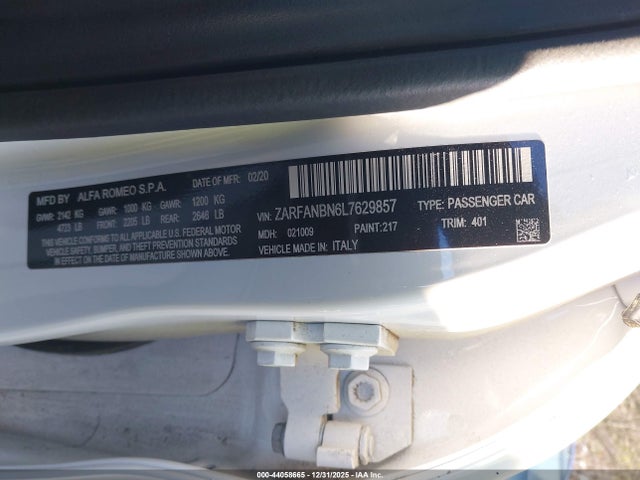 MFD BY ALFA ROMEO S.P.A. DATE OF MFR: 02/20
GVWR: 2142 KG GAWR: 1000 KG GAWR: 1200 KG
4723 LB FRONT: 2205 LB REAR: 2646 LB
THIS VEHICLE CONFORMS TO ALL APPLICABLE U.S. FEDERAL MOTOR
VEHICLE SAFETY, BUMPER, AND THEFT PREVENTION STANDARDS
IN EFFECT ON THE DATE OF MANUFACTURE SHOWN ABOVE.
VIN: ZARFANBN6L7629857 TYPE: PASSENGER CAR
MDH: 021009 PAINT:217 TRIM: 401
VEHICLE MADE IN: ITALY
000-44058665 - 12/31/2025 - IAA Inc.